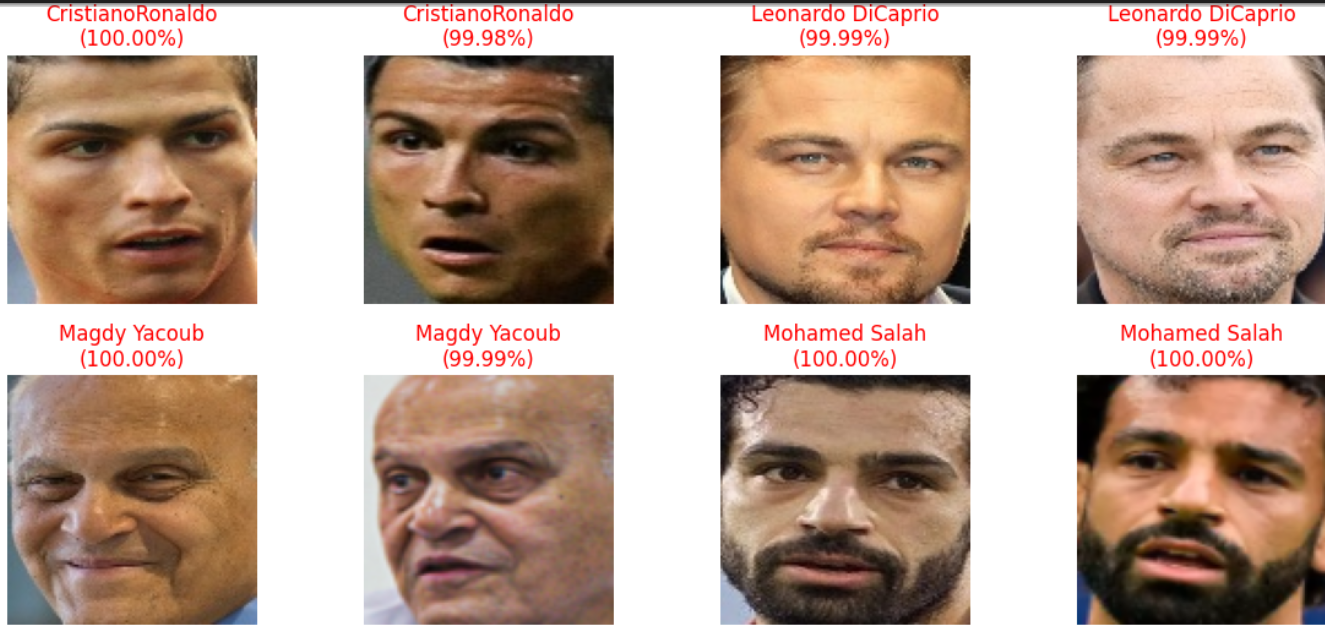 CristianoRonaldo
(100.00%)
CristianoRonaldo
(99.98%)
Leonardo DiCaprio
(99.99%)
Leonardo DiCaprio
(99.99%)
Magdy Yacoub
(100.00%)
Magdy Yacoub
(99.99%)
Mohamed Salah
(100.00%)
Mohamed Salah
(100.00%)